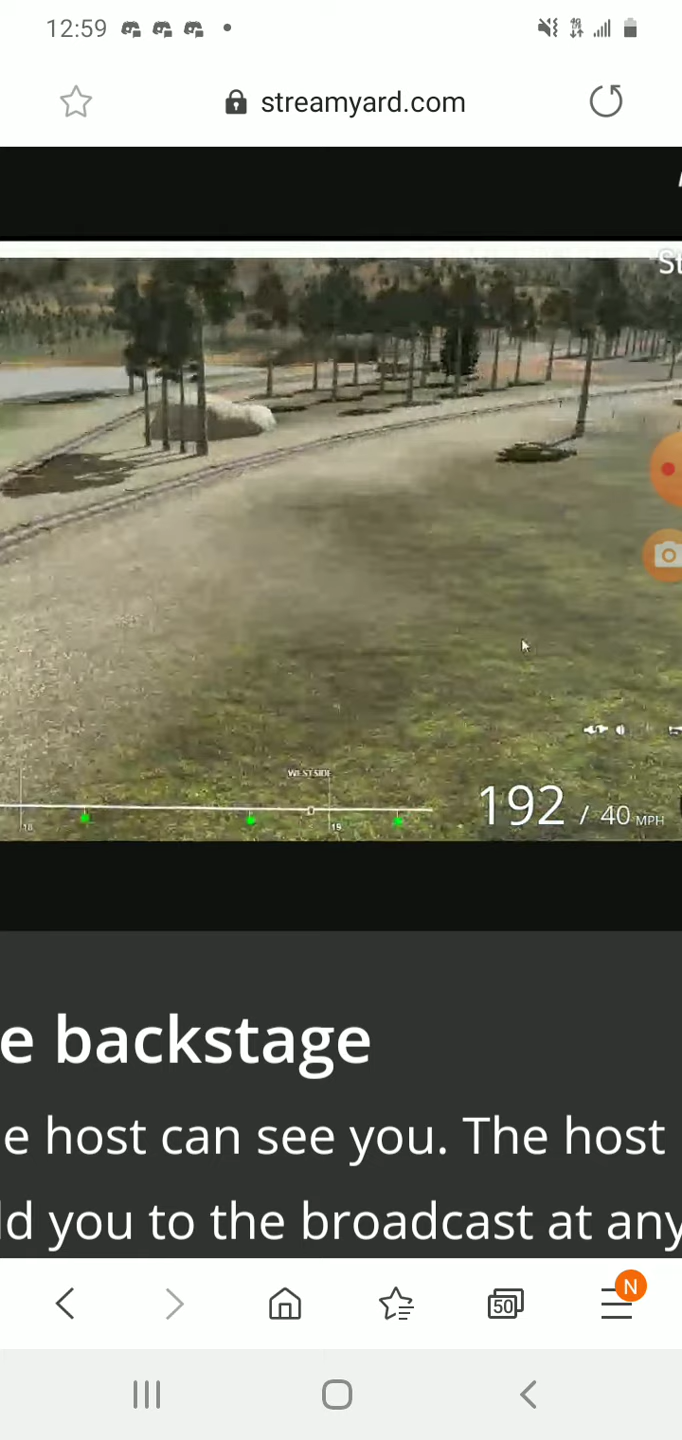 12:59
streamyard.com
St
WESTSIDE
18
19
192 / 40 MPH
e backstage
e host can see you. The host
ld you to the broadcast at any
N
50